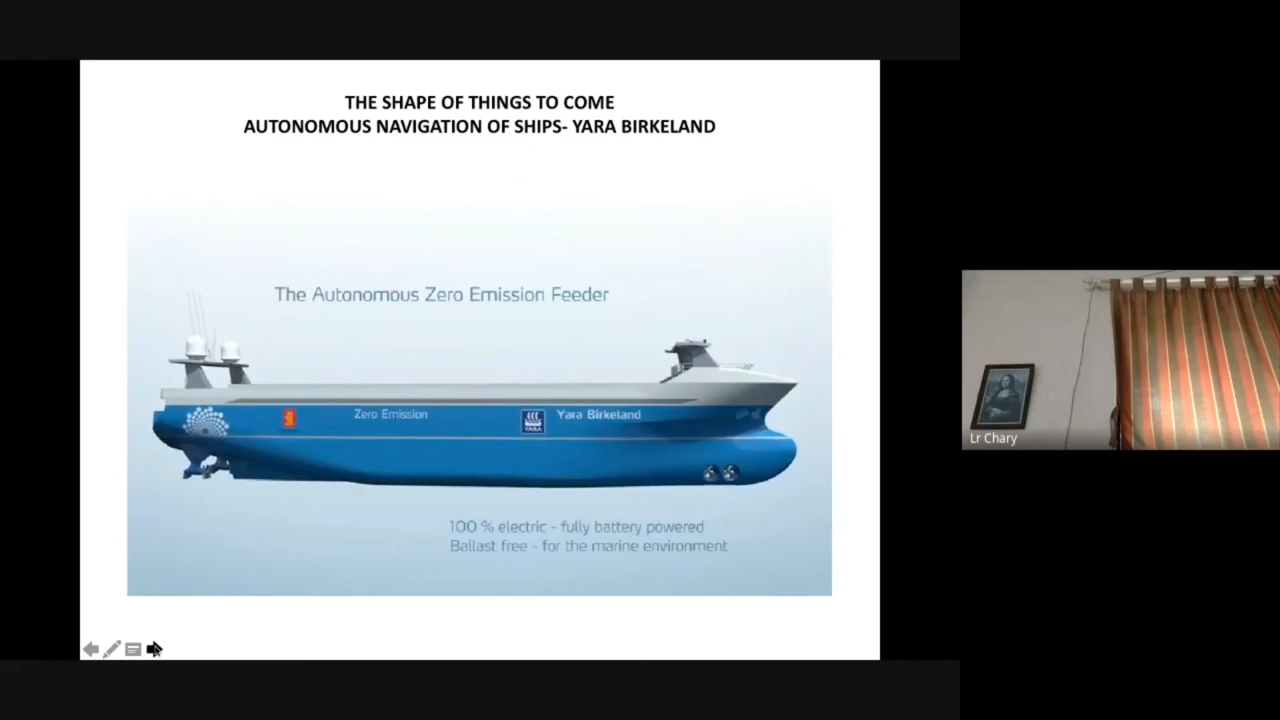 THE SHAPE OF THINGS TO COME
AUTONOMOUS NAVIGATION OF SHIPS- YARA BIRKELAND
The Autonomous Zero Emission Feeder
Zero Emission
YARA
Yara Birkeland
100 % electric - fully battery powered
Ballast free - for the marine environment
Lr Chary